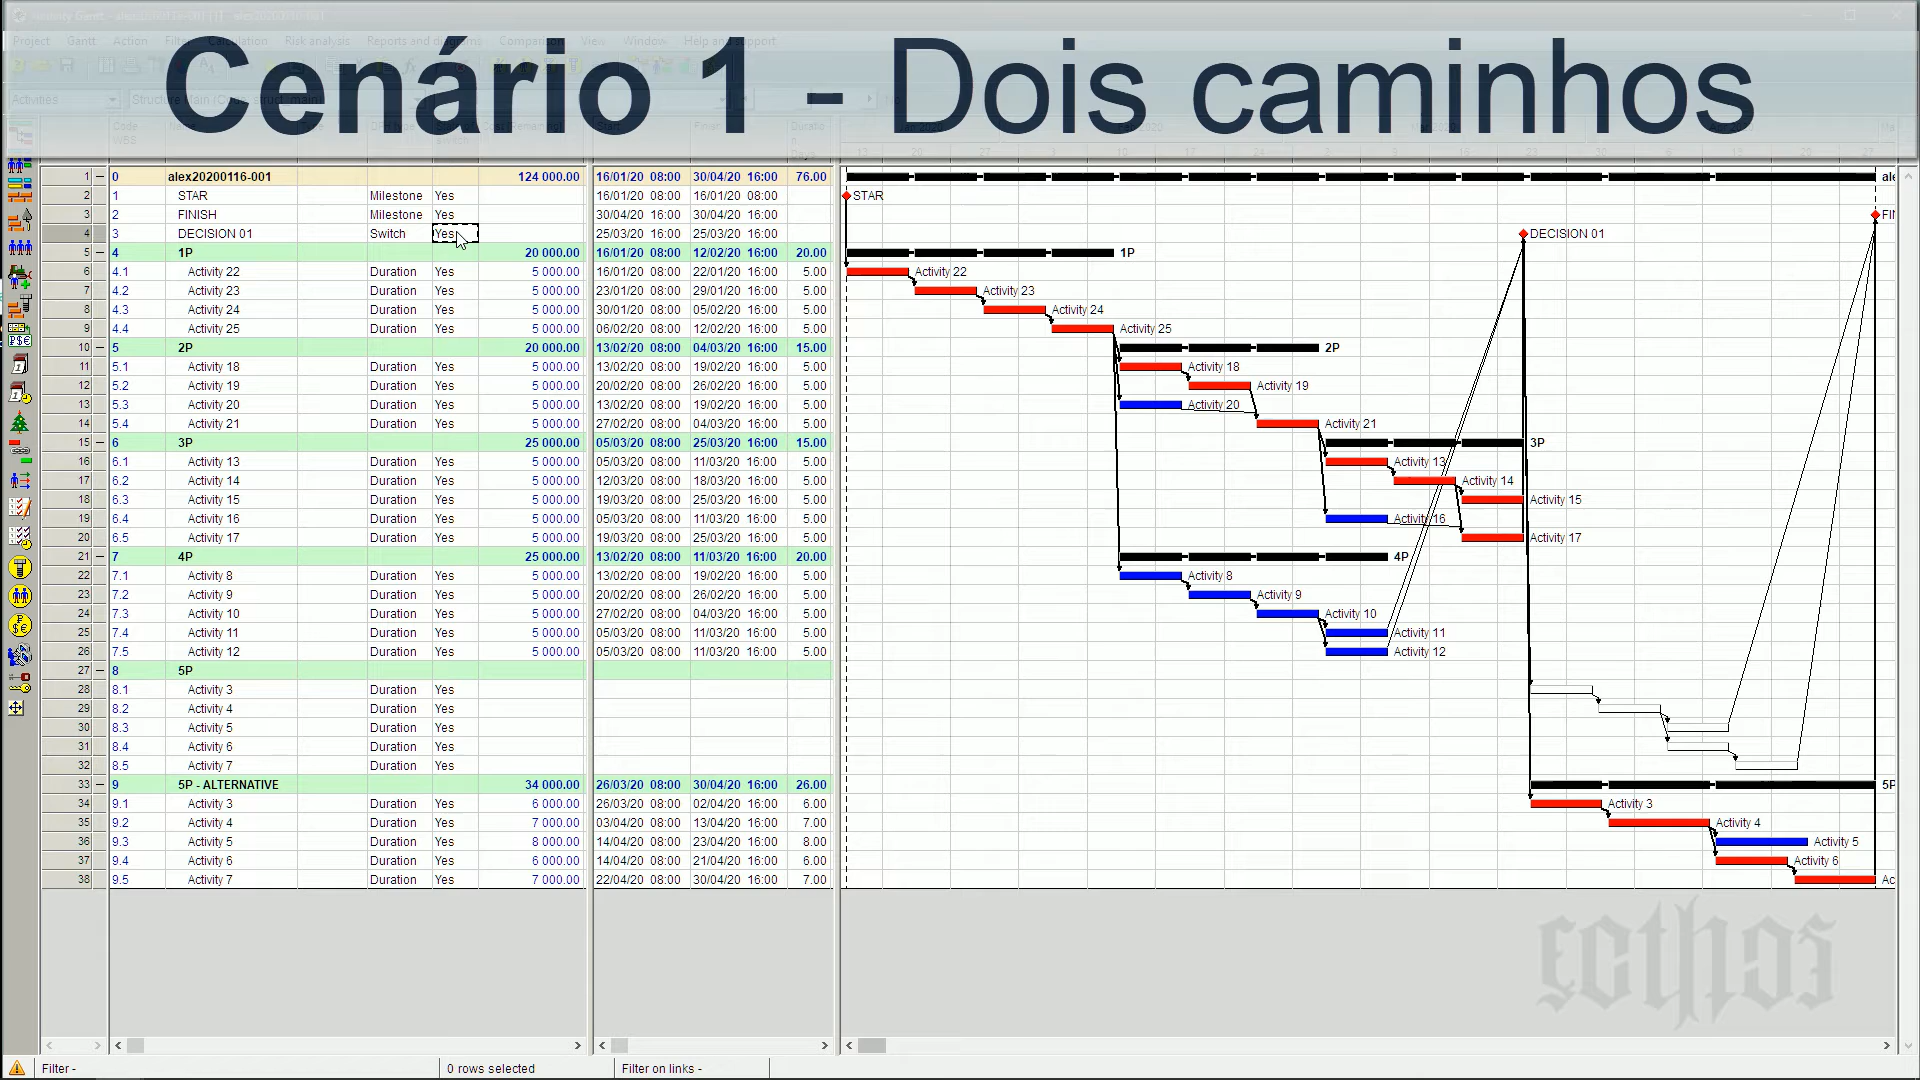 Cenário 1 - Dois caminhos
Project Gantt Action Filter Calculation Risk analysis Reports and diagrams Comparison View Window Help and support
Activities
1 0 alex20200116-001 124 000.00 16/01/20 08:00 30/04/20 16:00 76.00
2 1 STAR Milestone Yes 16/01/20 08:00 16/01/20 08:00 STAR
3 2 FINISH Milestone Yes 30/04/20 16:00 30/04/20 16:00
4 3 DECISION 01 Switch Yes 25/03/20 16:00 25/03/20 16:00 DECISION 01
5 4 1P 20 000.00 16/01/20 08:00 12/02/20 16:00 20.00 1P
6 4.1 Activity 22 Duration Yes 5 000.00 16/01/20 08:00 22/01/20 16:00 5.00 Activity 22
7 4.2 Activity 23 Duration Yes 5 000.00 23/01/20 08:00 29/01/20 16:00 5.00 Activity 23
8 4.3 Activity 24 Duration Yes 5 000.00 30/01/20 08:00 05/02/20 16:00 5.00 Activity 24
9 4.4 Activity 25 Duration Yes 5 000.00 06/02/20 08:00 12/02/20 16:00 5.00 Activity 25
10 5 2P 20 000.00 13/02/20 08:00 04/03/20 16:00 15.00 2P
11 5.1 Activity 18 Duration Yes 5 000.00 13/02/20 08:00 19/02/20 16:00 5.00 Activity 18
12 5.2 Activity 19 Duration Yes 5 000.00 20/02/20 08:00 26/02/20 16:00 5.00 Activity 19
13 5.3 Activity 20 Duration Yes 5 000.00 13/02/20 08:00 19/02/20 16:00 5.00 Activity 20
14 5.4 Activity 21 Duration Yes 5 000.00 27/02/20 08:00 04/03/20 16:00 5.00 Activity 21
15 6 3P 25 000.00 05/03/20 08:00 25/03/20 16:00 15.00 3P
16 6.1 Activity 13 Duration Yes 5 000.00 05/03/20 08:00 11/03/20 16:00 5.00 Activity 13
17 6.2 Activity 14 Duration Yes 5 000.00 12/03/20 08:00 18/03/20 16:00 5.00 Activity 14
18 6.3 Activity 15 Duration Yes 5 000.00 19/03/20 08:00 25/03/20 16:00 5.00 Activity 15
19 6.4 Activity 16 Duration Yes 5 000.00 05/03/20 08:00 11/03/20 16:00 5.00 Activity 16
20 6.5 Activity 17 Duration Yes 5 000.00 19/03/20 08:00 25/03/20 16:00 5.00 Activity 17
21 7 4P 25 000.00 13/02/20 08:00 11/03/20 16:00 20.00 4P
22 7.1 Activity 8 Duration Yes 5 000.00 13/02/20 08:00 19/02/20 16:00 5.00 Activity 8
23 7.2 Activity 9 Duration Yes 5 000.00 20/02/20 08:00 26/02/20 16:00 5.00 Activity 9
24 7.3 Activity 10 Duration Yes 5 000.00 27/02/20 08:00 04/03/20 16:00 5.00 Activity 10
25 7.4 Activity 11 Duration Yes 5 000.00 05/03/20 08:00 11/03/20 16:00 5.00 Activity 11
26 7.5 Activity 12 Duration Yes 5 000.00 05/03/20 08:00 11/03/20 16:00 5.00 Activity 12
27 8 5P
28 8.1 Activity 3 Duration Yes
29 8.2 Activity 4 Duration Yes
30 8.3 Activity 5 Duration Yes
31 8.4 Activity 6 Duration Yes
32 8.5 Activity 7 Duration Yes
33 9 5P - ALTERNATIVE 34 000.00 26/03/20 08:00 30/04/20 16:00 26.00 5P
34 9.1 Activity 3 Duration Yes 6 000.00 26/03/20 08:00 02/04/20 16:00 6.00 Activity 3
35 9.2 Activity 4 Duration Yes 7 000.00 03/04/20 08:00 13/04/20 16:00 7.00 Activity 4
36 9.3 Activity 5 Duration Yes 8 000.00 14/04/20 08:00 23/04/20 16:00 8.00 Activity 5
37 9.4 Activity 6 Duration Yes 6 000.00 14/04/20 08:00 21/04/20 16:00 6.00 Activity 6
38 9.5 Activity 7 Duration Yes 7 000.00 22/04/20 08:00 30/04/20 16:00 7.00 Ac
Filter - 0 rows selected Filter on links -